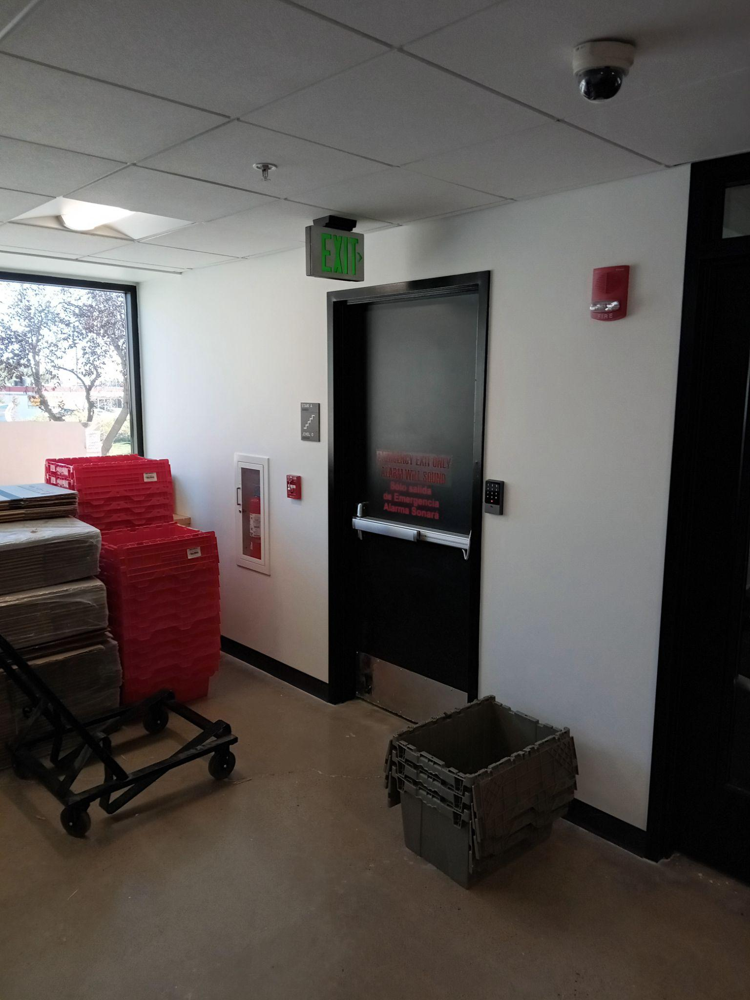 EXIT
FIRE
STAIR A
LEVEL 0
EMERGENCY EXIT ONLY
ALARM WILL SOUND
Sólo salida
de Emergencia
Alarma Sonará